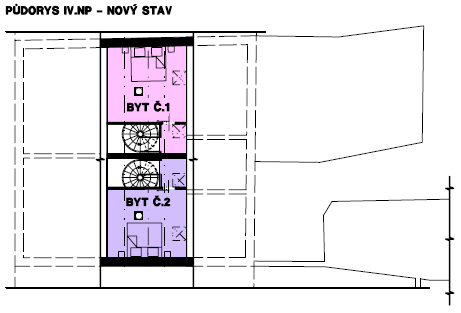 PŮDORYS IV.NP – NOVÝ STAV
BYT Č.1
BYT Č.2